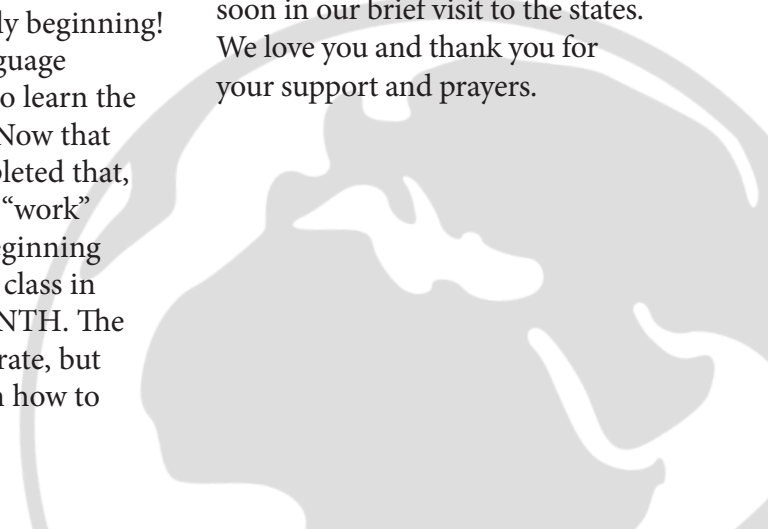 ly beginning!
guage
o learn the
Now that
leted that,
“work”
ginning
class in
NTH. The
rate, but
n how to
soon in our brief visit to the states.
We love you and thank you for
your support and prayers.